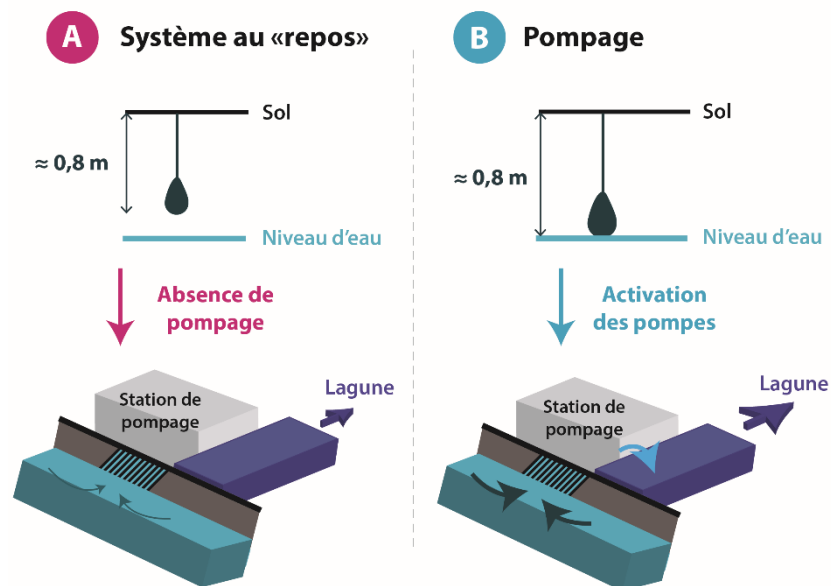 A Système au «repos»
Sol
≈ 0,8 m
Niveau d'eau
Absence de
pompage
Lagune
Station de
pompage
B Pompage
Sol
≈ 0,8 m
Niveau d'eau
Activation
des pompes
Lagune
Station de
pompage